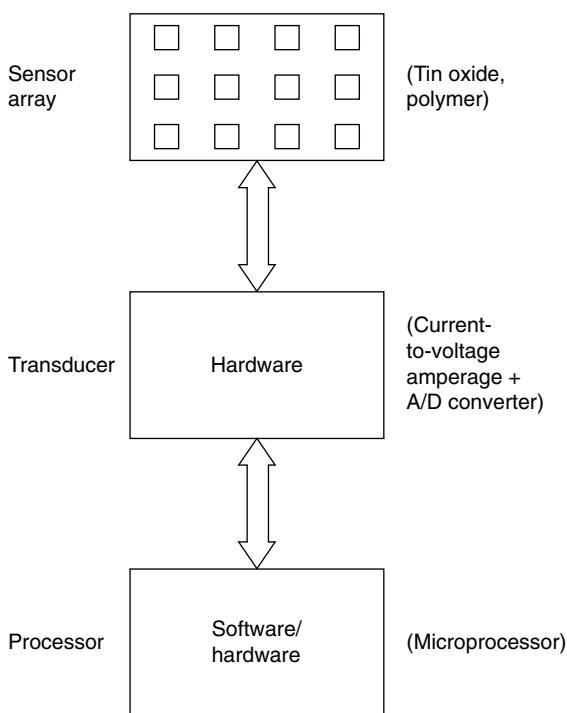 Sensor
array
(Tin oxide,
polymer)
Transducer
Hardware
(Current-
to-voltage
amperage +
A/D converter)
Processor
Software/
hardware
(Microprocessor)